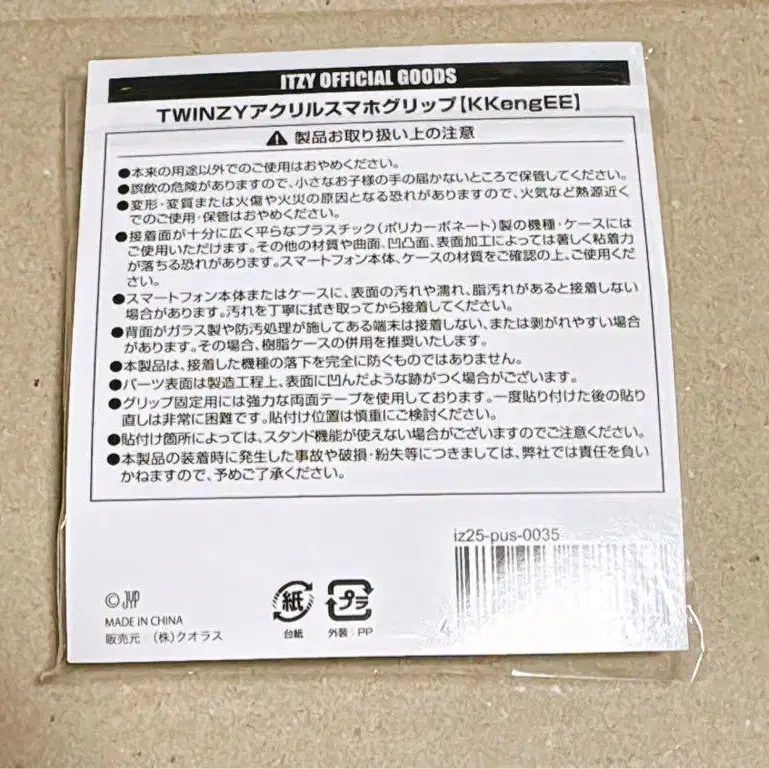 ITZY OFFICIAL GOODS
TWINZYアクリルスマホグリップ【KKengEE】
製品お取り扱い上の注意
●本来の用途以外でのご使用はおやめください。
●誤飲の危険がありますので、小さなお子様の手の届かないところで保管してください。
●変形・変質または火傷や火災の原因となる恐れがありますので、火気など熱源近く
でのご使用・保管はおやめください。
●接着面が十分に広く平らなプラスチック(ポリカーボネート)製の機種・ケースには
ご使用いただけます。その他の材質や曲面、凹凸面、表面加工によっては著しく粘着力
が落ちる恐れがあります。スマートフォン本体、ケースの材質をご確認の上、ご使用くだ
さい。
●スマートフォン本体またはケースに、表面の汚れや濡れ、脂汚れがあると接着しない
場合があります。汚れを丁寧に拭き取ってから接着してください。
●背面がガラス製や防汚処理が施してある端末は接着しない、または剥がれやすい場合
があります。その場合、樹脂ケースの併用を推奨いたします。
●本製品は、接着した機種の落下を完全に防ぐものではありません。
●パーツ表面は製造工程上、表面に凹んだような跡がつく場合がございます。
●グリップ固定用には強力な両面テープを使用しております。一度貼り付けた後の貼り
直しは非常に困難です。貼付け位置は慎重にご検討ください。
●貼付け箇所によっては、スタンド機能が使えない場合がございますのでご注意ください。
●本製品の装着時に発生した事故や破損・紛失等につきましては、弊社では責任を負い
かねますので、予めご了承ください。
iz25-pus-0035
© JYP
MADE IN CHINA
販売元:(株)クオラス
紙
台紙
プラ
外装:PP